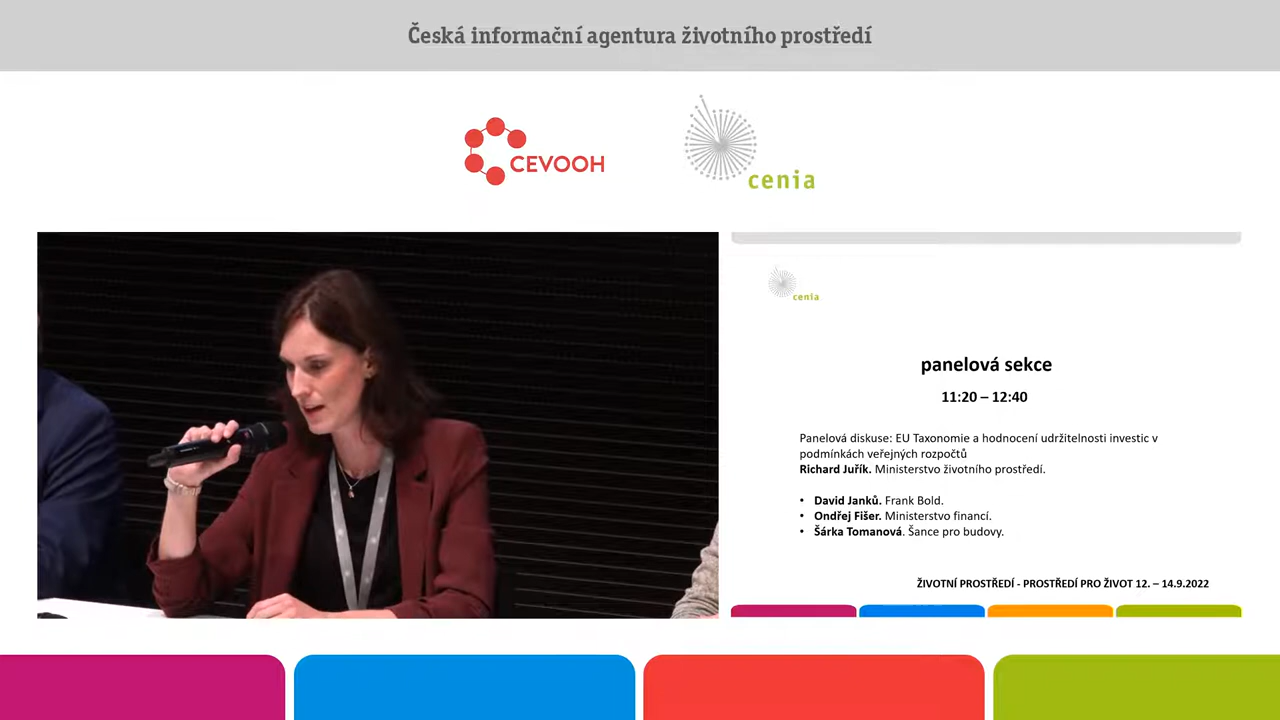 Česká informační agentura životního prostředí
CEVOOH
cenia
cenia
panelová sekce
11:20 – 12:40
Panelová diskuse: EU Taxonomie a hodnocení udržitelnosti investic v
podmínkách veřejných rozpočtů
Richard Juřík. Ministerstvo životního prostředí.
• David Janků. Frank Bold.
• Ondřej Fišer. Ministerstvo financí.
• Šárka Tomanová. Šance pro budovy.
ŽIVOTNÍ PROSTŘEDÍ - PROSTŘEDÍ PRO ŽIVOT 12. – 14.9.2022